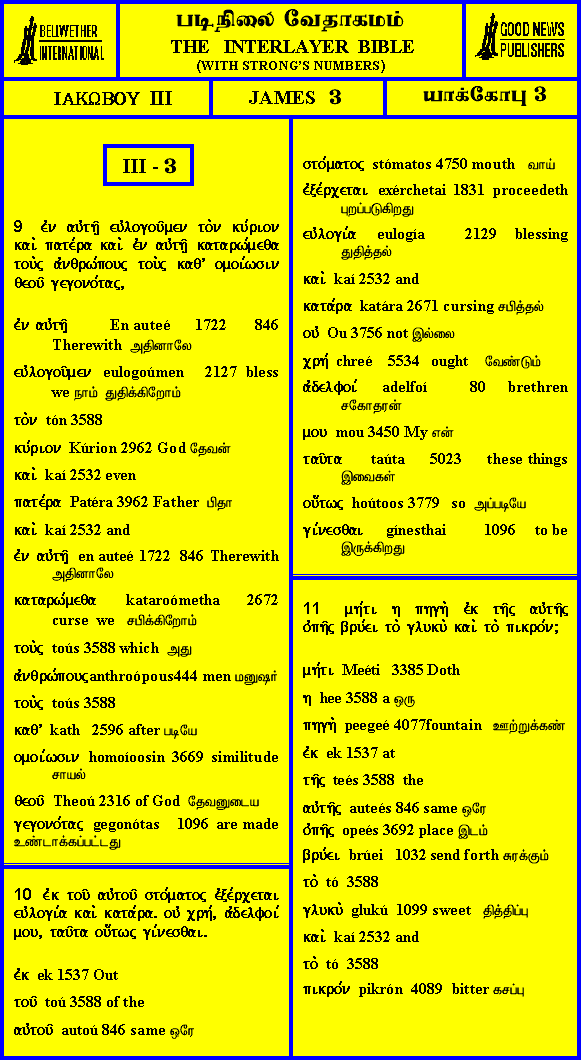 BELLWETHER
INTERNATIONAL
படிநிலை வேதாகமம்
THE INTERLAYER BIBLE
(WITH STRONG'S NUMBERS)
GOOD NEWS
PUBLISHERS
ΙΑΚΩΒΟΥ III
JAMES 3
யாக்கோபு 3
III - 3
9 ἐν αὐτῇ εὐλογοῦμεν τὸν κύριον
καὶ πατέρα καὶ ἐν αὐτῇ καταρώμεθα
τοὺς ἀνθρώπους τοὺς καθ’ ομοίωσιν
θεοῦ γεγονότας,
ἐν αὐτῇ En auteé 1722 846
Therewith அதினாலே
εὐλογοῦμεν eulogoúmen 2127 bless
we நாம் துதிக்கிறோம்
τὸν tón 3588
κύριον Kúrion 2962 God தேவன்
καὶ kaí 2532 even
πατέρα Patéra 3962 Father பிதா
καὶ kaí 2532 and
ἐν αὐτῇ en auteé 1722 846 Therewith
அதினாலே
καταρώμεθα kataroómetha 2672
curse we சபிக்கிறோம்
τοὺς toús 3588 which அது
ἀνθρώπους anthroópous444 men மனுஷர்
τοὺς toús 3588
καθ’ kath 2596 after படியே
ομοίωσιν homoíoosin 3669 similitude
சாயல்
θεοῦ Theoú 2316 of God தேவனுடைய
γεγονότας gegonótas 1096 are made
உண்டாக்கப்பட்டது
10 ἐκ τοῦ αὐτοῦ στόματος ἐξέρχεται
εὐλογία καὶ κατάρα. οὐ χρή, ἀδελφοί
μου, ταῦτα οὕτως γίνεσθαι.
ἐκ ek 1537 Out
τοῦ toú 3588 of the
αὐτοῦ autoú 846 same ஒரே
στόματος stómatos 4750 mouth வாய்
ἐξέρχεται exérchetai 1831 proceedeth
புறப்படுகிறது
εὐλογία eulogía 2129 blessing
துதித்தல்
καὶ kaí 2532 and
κατάρα katára 2671 cursing சபித்தல்
οὐ Ou 3756 not இல்லை
χρή chreé 5534 ought வேண்டும்
ἀδελφοί adelfoí 80 brethren
சகோதரன்
μου mou 3450 My என்
ταῦτα taúta 5023 these things
இவைகள்
οὕτως hoútoos 3779 so அப்படியே
γίνεσθαι gínesthai 1096 to be
இருக்கிறது
11 μήτι η πηγὴ ἐκ τῆς αὐτῆς
ὀπῆς βρύει τὸ γλυκὺ καὶ τὸ πικρόν;
μήτι Meéti 3385 Doth
η hee 3588 a ஒரு
πηγὴ peegeé 4077fountain ஊற்றுக்கண்
ἐκ ek 1537 at
τῆς teés 3588 the
αὐτῆς auteés 846 same ஒரே
ὀπῆς opeés 3692 place இடம்
βρύει brúei 1032 send forth சுரக்கும்
τὸ tó 3588
γλυκὺ glukú 1099 sweet தித்திப்பு
καὶ kaí 2532 and
τὸ tó 3588
πικρόν pikrón 4089 bitter கசப்பு